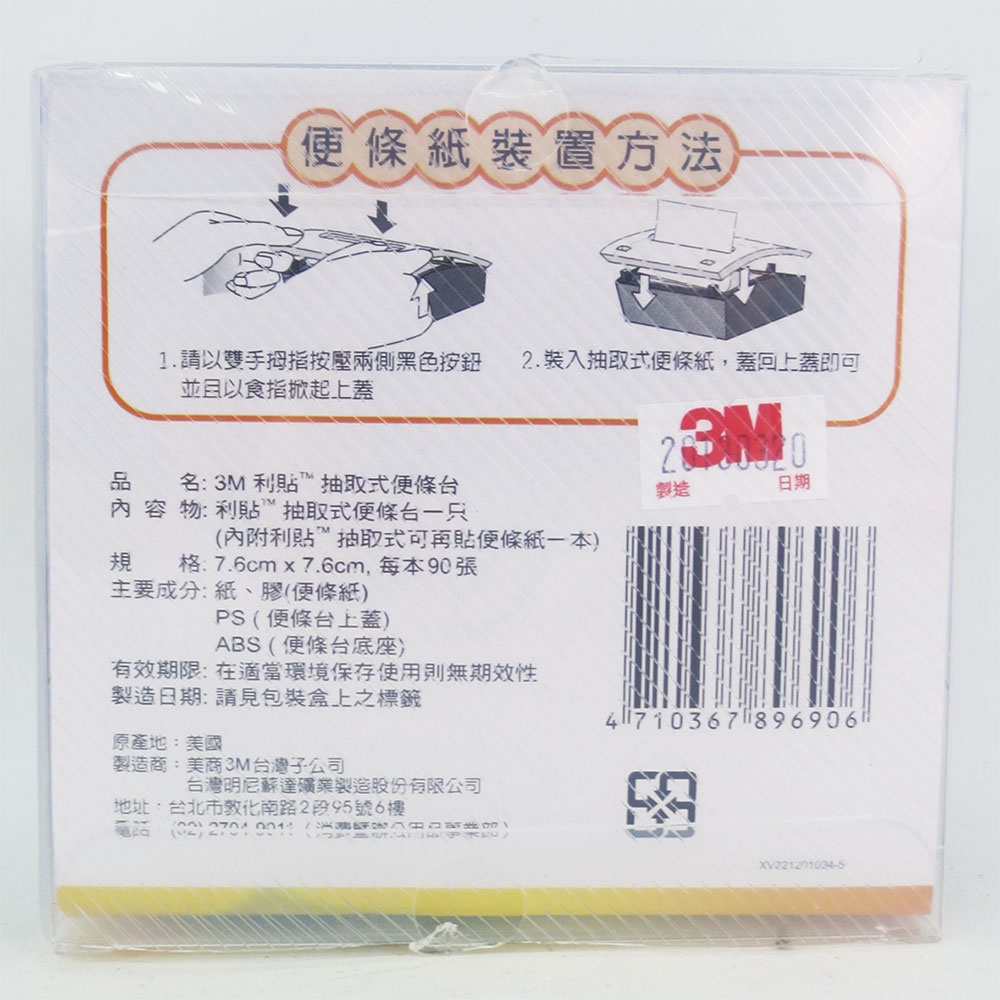 便條紙裝置方法
1.請以雙手拇指按壓兩側黑色按鈕
並且以食指掀起上蓋
2.裝入抽取式便條紙，蓋回上蓋即可
3M
製造 日期
品 名: 3M 利貼™ 抽取式便條台
內 容 物: 利貼™ 抽取式便條台一只
(內附利貼™ 抽取式可再貼便條紙一本)
規 格: 7.6cm x 7.6cm, 每本90張
主要成分: 紙、膠(便條紙)
PS ( 便條台上蓋)
ABS ( 便條台底座)
有效期限: 在適當環境保存使用則無期效性
製造日期: 請見包裝盒上之標籤
4 710367 896906
原產地：美國
製造商：美商3M台灣子公司
台灣明尼蘇達礦業製造股份有限公司
地址：台北市敦化南路2段95號6樓
電話：(02)